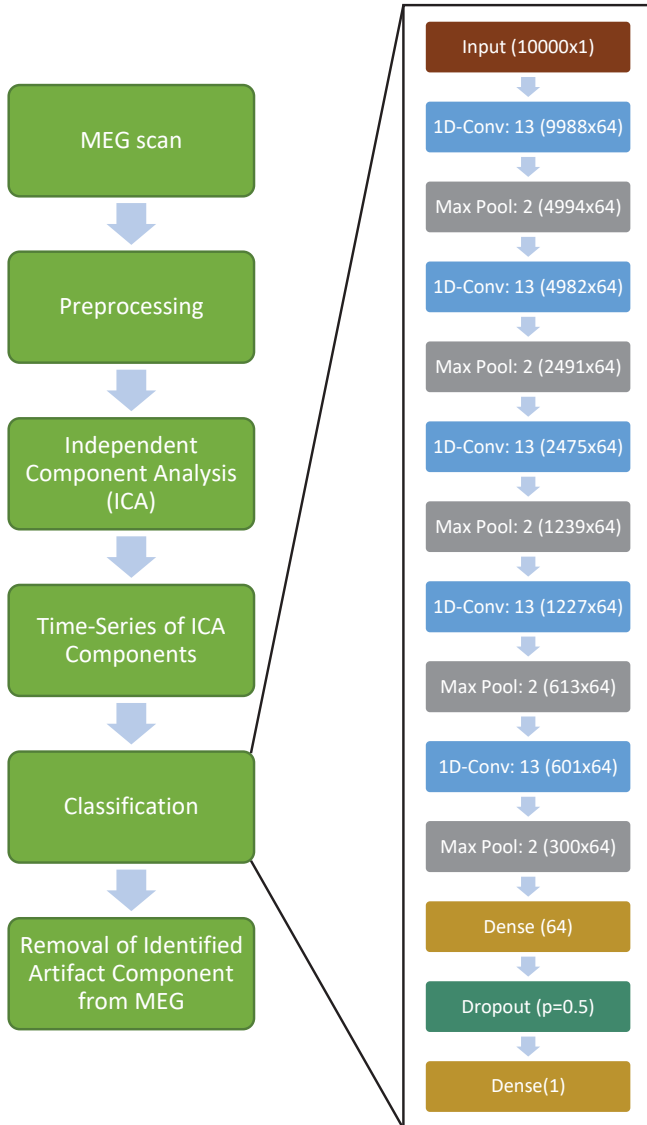 MEG scan
Preprocessing
Independent
Component Analysis
(ICA)
Time-Series of ICA
Components
Classification
Removal of Identified
Artifact Component
from MEG
Input (10000x1)
1D-Conv: 13 (9988x64)
Max Pool: 2 (4994x64)
1D-Conv: 13 (4982x64)
Max Pool: 2 (2491x64)
1D-Conv: 13 (2475x64)
Max Pool: 2 (1239x64)
1D-Conv: 13 (1227x64)
Max Pool: 2 (613x64)
1D-Conv: 13 (601x64)
Max Pool: 2 (300x64)
Dense (64)
Dropout (p=0.5)
Dense(1)